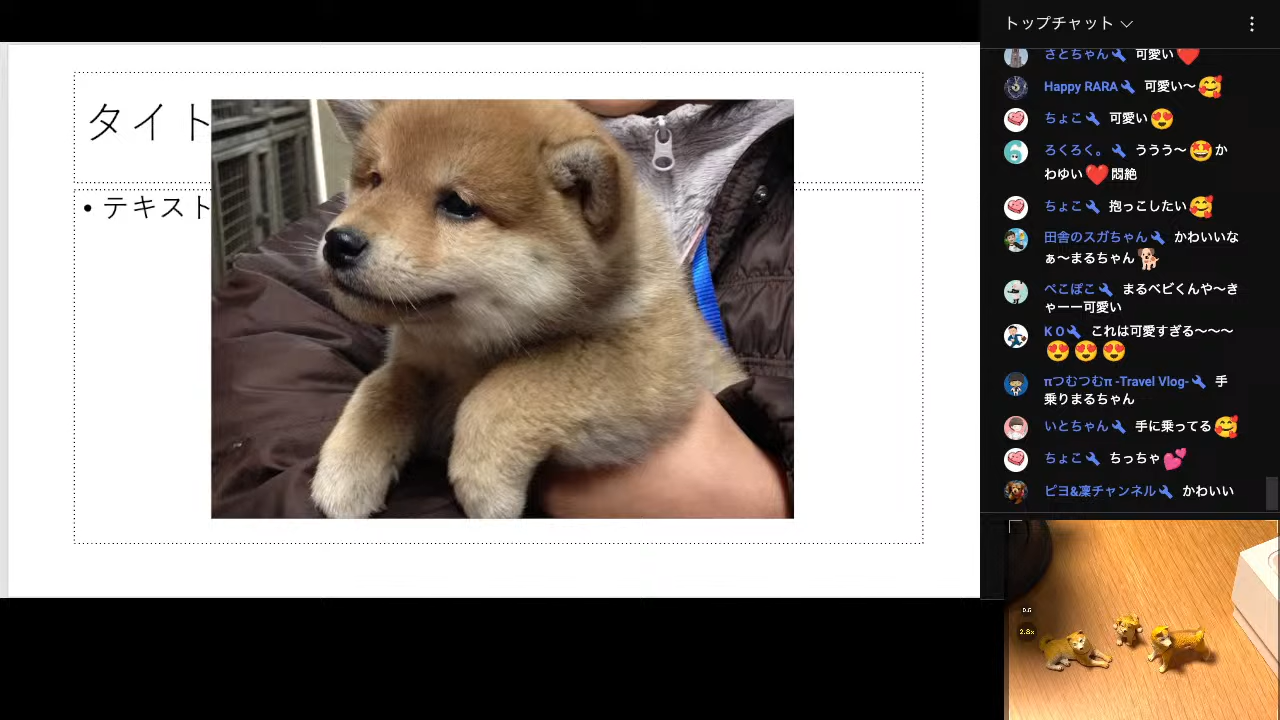 タイト
• テキスト
トップチャット
さとちゃん 可愛い❤️
Happy RARA 可愛い〜🥰
ちょこ 可愛い😍
ろくろく。 ううう〜🤩か
わゆい❤️悶絶
ちょこ 抱っこしたい🥰
田舎のスガちゃん かわいいな
ぁ〜まるちゃん🐕
ぺこぽこ まるベビくんや〜き
ゃーー可愛い
K O これは可愛すぎる〜〜〜
😍😍😍
πつむつむπ -Travel Vlog- 手
乗りまるちゃん
いとちゃん 手に乗ってる🥰
ちょこ ちっちゃ💕
ピヨ&凜チャンネル かわいい
0.6
2.8x